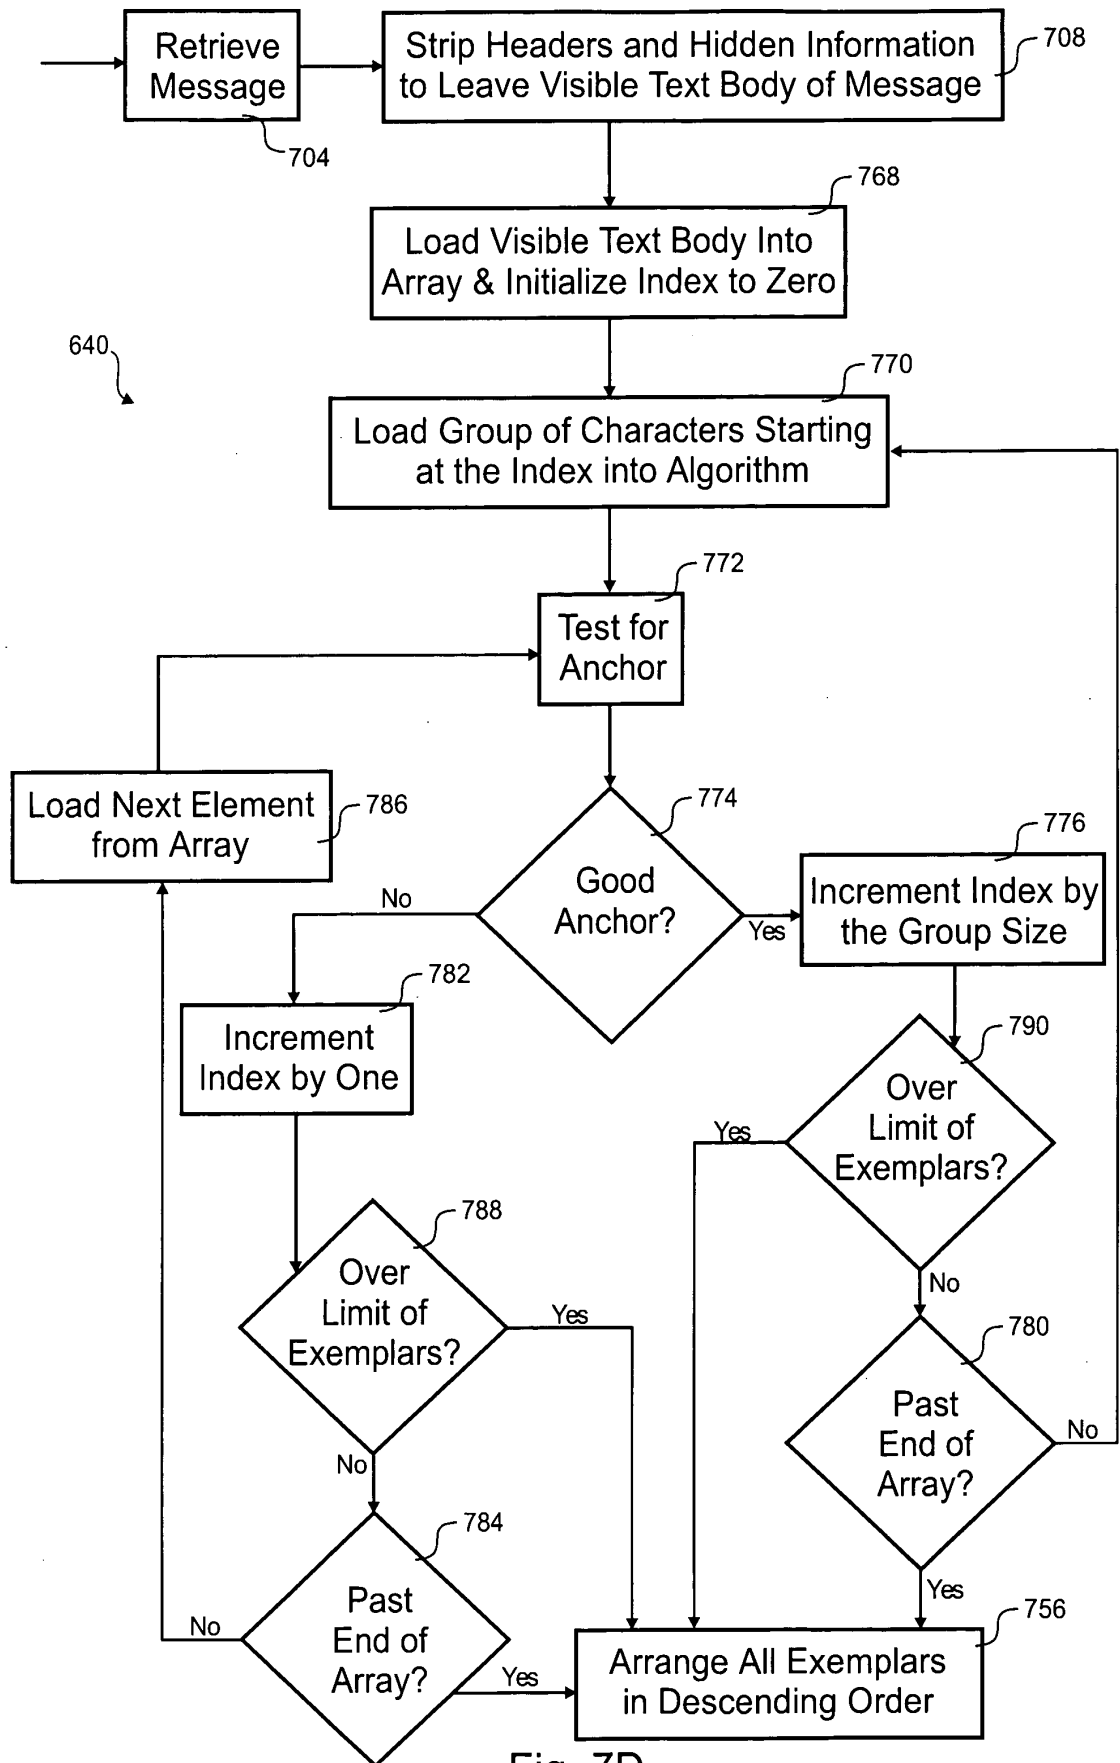 Retrieve
Message
704
Strip Headers and Hidden Information
to Leave Visible Text Body of Message
708
768
Load Visible Text Body Into
Array & Initialize Index to Zero
640
770
Load Group of Characters Starting
at the Index into Algorithm
772
Test for
Anchor
Load Next Element
from Array
786
774
Good
Anchor?
No
Yes
776
Increment Index by
the Group Size
782
Increment
Index by One
790
Over
Limit of
Exemplars?
Yes
No
788
Over
Limit of
Exemplars?
Yes
No
780
Past
End of
Array?
No
Yes
784
Past
End of
Array?
No
Yes
756
Arrange All Exemplars
in Descending Order
Fig. 7D